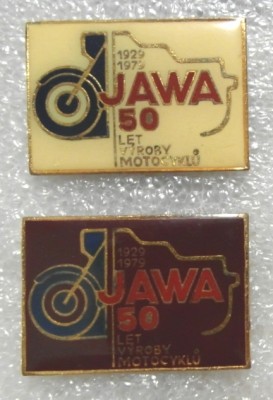 1929
1979
JAWA
50
LET
VÝROBY
MOTOCYKLŮ
1929
1979
JAWA
50
LET
VÝROBY
MOTOCYKLŮ